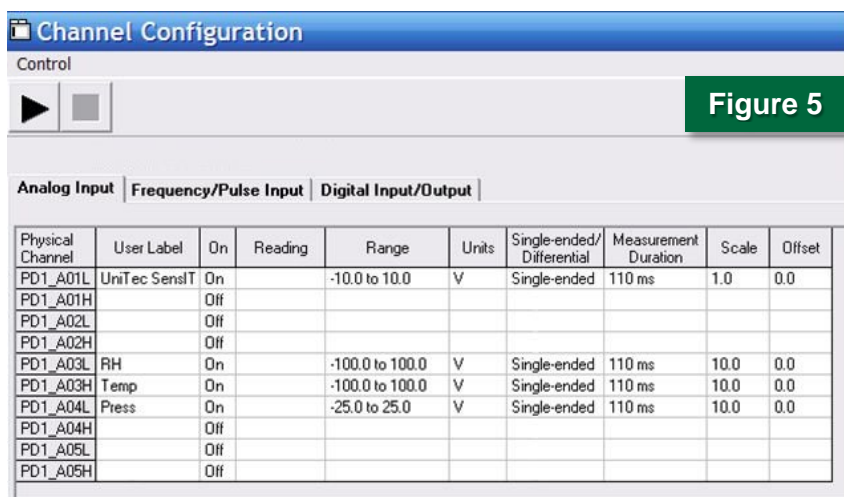 Channel Configuration
Control
Figure 5
Analog Input Frequency/Pulse Input Digital Input/Output
Physical Channel User Label On Reading Range Units Single-ended/ Differential Measurement Duration Scale Offset
PD1_A01L UniTec SensIT On -10.0 to 10.0 V Single-ended 110 ms 1.0 0.0
PD1_A01H Off
PD1_A02L Off
PD1_A02H Off
PD1_A03L RH On -100.0 to 100.0 V Single-ended 110 ms 10.0 0.0
PD1_A03H Temp On -100.0 to 100.0 V Single-ended 110 ms 10.0 0.0
PD1_A04L Press On -25.0 to 25.0 V Single-ended 110 ms 10.0 0.0
PD1_A04H Off
PD1_A05L Off
PD1_A05H Off